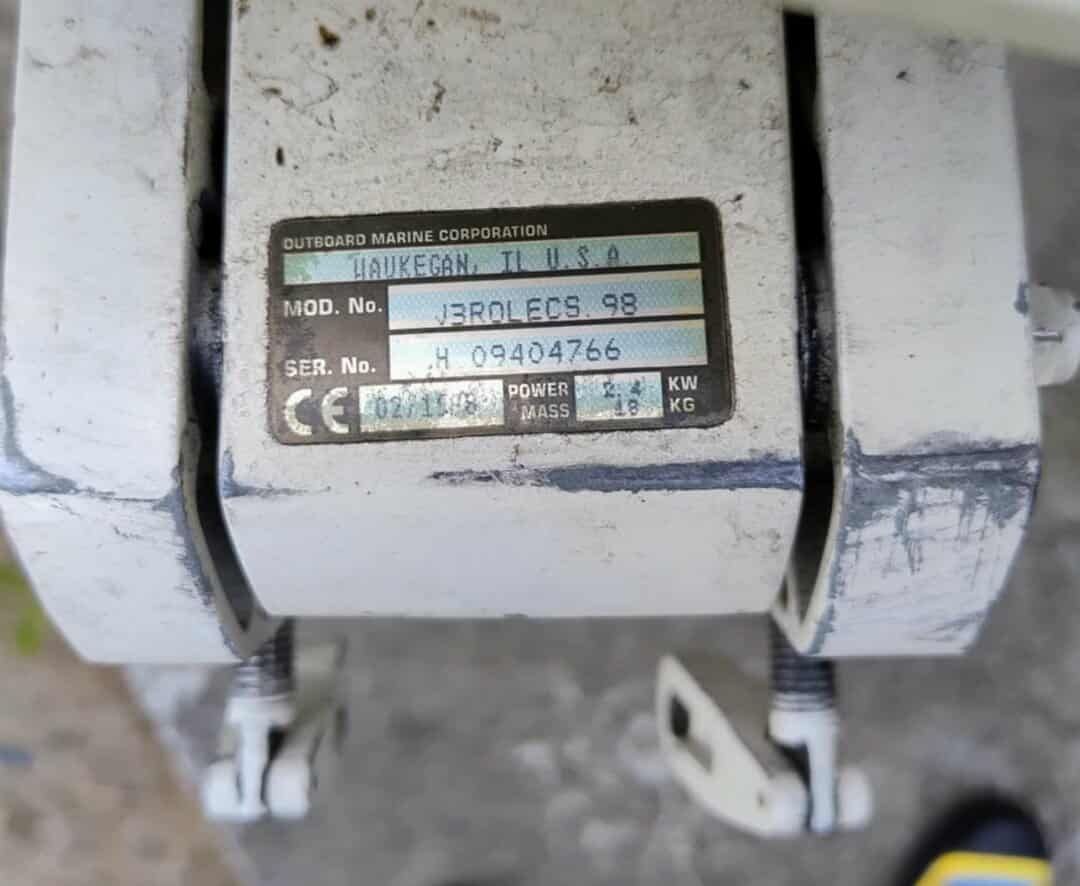 OUTBOARD MARINE CORPORATION
WAUKEGAN, IL U.S.A.
MOD. No. J3ROLECS.98
SER. No. H 09404766
CE POWER 2.4 KW
MASS 18 KG